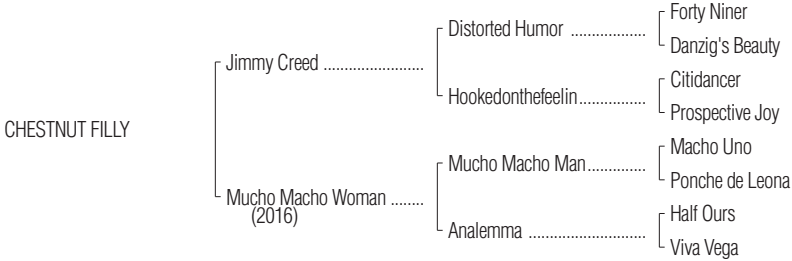 Forty Niner
Distorted Humor ..................
Danzig's Beauty
Jimmy Creed ........................
Citidancer
Hookedonthefeelin................
Prospective Joy
CHESTNUT FILLY
Macho Uno
Mucho Macho Man..............
Ponche de Leona
Mucho Macho Woman ........
(2016)
Half Ours
Analemma ............................
Viva Vega